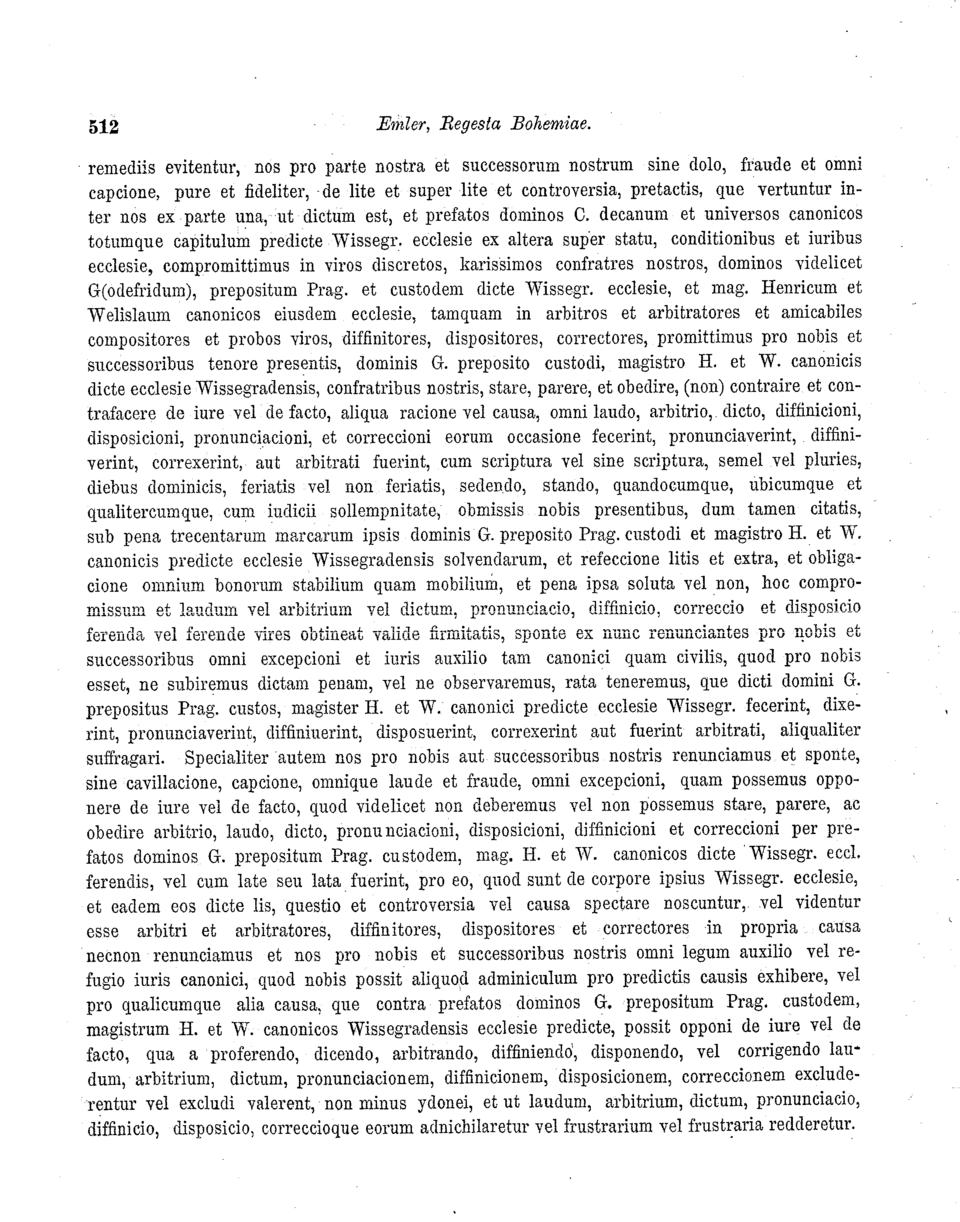 512
Emler, Regesta Bohemiae.
remediis evitentur, nos pro parte nostra et successorum nostrum sine dolo, fraude et omni
capcione, pure et fideliter, de lite et super lite et controversia, pretactis, que vertuntur in-
ter nos ex parte una, ut dictum est, et prefatos dominos C. decanum et universos canonicos
totumque capitulum predicte Wissegr. ecclesie ex altera super statu, conditionibus et iuribus
ecclesie, compromittimus in viros discretos, karissimos confratres nostros, dominos videlicet
G(odefridum), prepositum Prag. et custodem dicte Wissegr. ecclesie, et mag. Henricum et
Welislaum canonicos eiusdem ecclesie, tamquam in arbitros et arbitratores et amicabiles
compositores et probos viros, diffinitores, dispositores, correctores, promittimus pro nobis et
successoribus tenore presentis, dominis G. preposito custodi, magistro H. et W. canonicis
dicte ecclesie Wissegradensis, confratribus nostris, stare, parere, et obedire, (non) contraire et con-
trafacere de iure vel de facto, aliqua racione vel causa, omni laudo, arbitrio, dicto, diffinicioni,
disposicioni, pronunciacioni, et correccioni eorum occasione fecerint, pronunciaverint, diffini-
verint, correxerint, aut arbitrati fuerint, cum scriptura vel sine scriptura, semel vel pluries,
diebus dominicis, feriatis vel non feriatis, sedendo, stando, quandocumque, ubicumque et
qualitercumque, cum iudicii sollempnitate, obmissis nobis presentibus, dum tamen citatis,
sub pena trecentarum marcarum ipsis dominis G. preposito Prag. custodi et magistro H. et W.
canonicis predicte ecclesie Wissegradensis solvendarum, et refeccione litis et extra, et obliga-
cione omnium bonorum stabilium quam mobilium, et pena ipsa soluta vel non, hoc compro-
missum et laudum vel arbitrium vel dictum, pronunciacio, diffinicio, correccio et disposicio
ferenda vel ferende vires obtineat valide firmitatis, sponte ex nunc renunciantes pro nobis et
successoribus omni excepcioni et iuris auxilio tam canonici quam civilis, quod pro nobis
esset, ne subiremus dictam penam, vel ne observaremus, rata teneremus, que dicti domini G.
prepositus Prag. custos, magister H. et W. canonici predicte ecclesie Wissegr. fecerint, dixe-
rint, pronunciaverint, diffiniuerint, disposuerint, correxerint aut fuerint arbitrati, aliqualiter
suffragari. Specialiter autem nos pro nobis aut successoribus nostris renunciamus et sponte,
sine cavillacione, capcione, omnique laude et fraude, omni excepcioni, quam possemus oppo-
nere de iure vel de facto, quod videlicet non deberemus vel non possemus stare, parere, ac
obedire arbitrio, laudo, dicto, pronunciacioni, disposicioni, diffinicioni et correccioni per pre-
fatos dominos G. prepositum Prag. custodem, mag. H. et W. canonicos dicte Wissegr. eccl.
ferendis, vel cum late seu lata fuerint, pro eo, quod sunt de corpore ipsius Wissegr. ecclesie,
et eadem eos dicte lis, questio et controversia vel causa spectare noscuntur, vel videntur
esse arbitri et arbitratores, diffinitores, dispositores et correctores in propria causa
necnon renunciamus et nos pro nobis et successoribus nostris omni legum auxilio vel re-
fugio iuris canonici, quod nobis possit aliquod adminiculum pro predictis causis exhibere, vel
pro qualicumque alia causa, que contra prefatos dominos G. prepositum Prag. custodem,
magistrum H. et W. canonicos Wissegradensis ecclesie predicte, possit opponi de iure vel de
facto, qua a proferendo, dicendo, arbitrando, diffiniendo, disponendo, vel corrigendo lau-
dum, arbitrium, dictum, pronunciacionem, diffinicionem, disposicionem, correccionem exclude-
rentur vel excludi valerent, non minus ydonei, et ut laudum, arbitrium, dictum, pronunciacio,
diffinicio, disposicio, correccioque eorum adnichilaretur vel frustrarium vel frustraria redderetur.